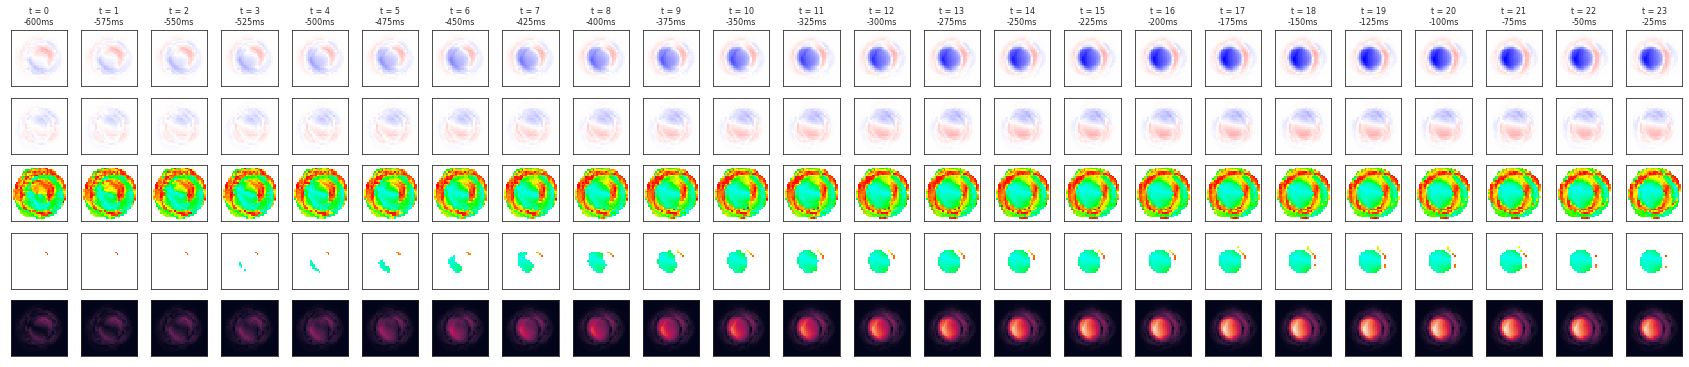 t = 0 t = 1 t = 2 t = 3 t = 4 t = 5 t = 6 t = 7 t = 8 t = 9 t = 10 t = 11 t = 12 t = 13 t = 14 t = 15 t = 16 t = 17 t = 18 t = 19 t = 20 t = 21 t = 22 t = 23
-600ms -575ms -550ms -525ms -500ms -475ms -450ms -425ms -400ms -375ms -350ms -325ms -300ms -275ms -250ms -225ms -200ms -175ms -150ms -125ms -100ms -75ms -50ms -25ms